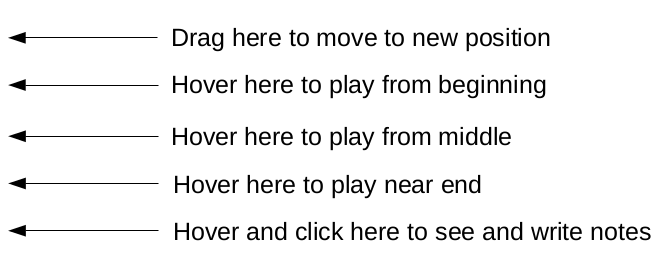 Drag here to move to new position
Hover here to play from beginning
Hover here to play from middle
Hover here to play near end
Hover and click here to see and write notes